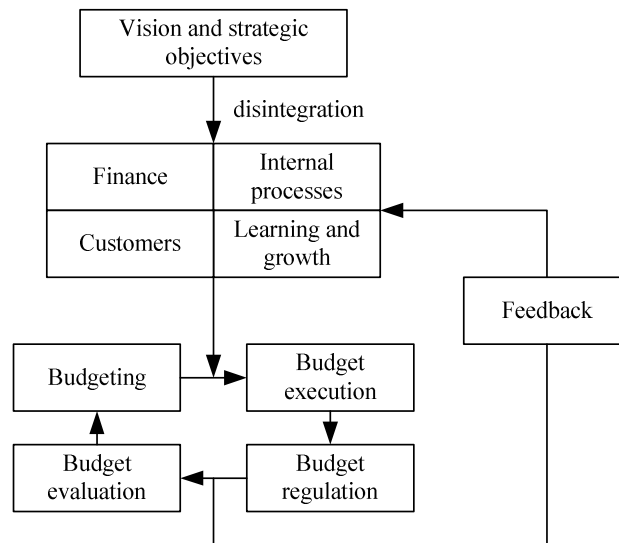 Vision and strategic
objectives
disintegration
Finance
Internal
processes
Customers
Learning and
growth
Feedback
Budgeting
Budget
execution
Budget
evaluation
Budget
regulation